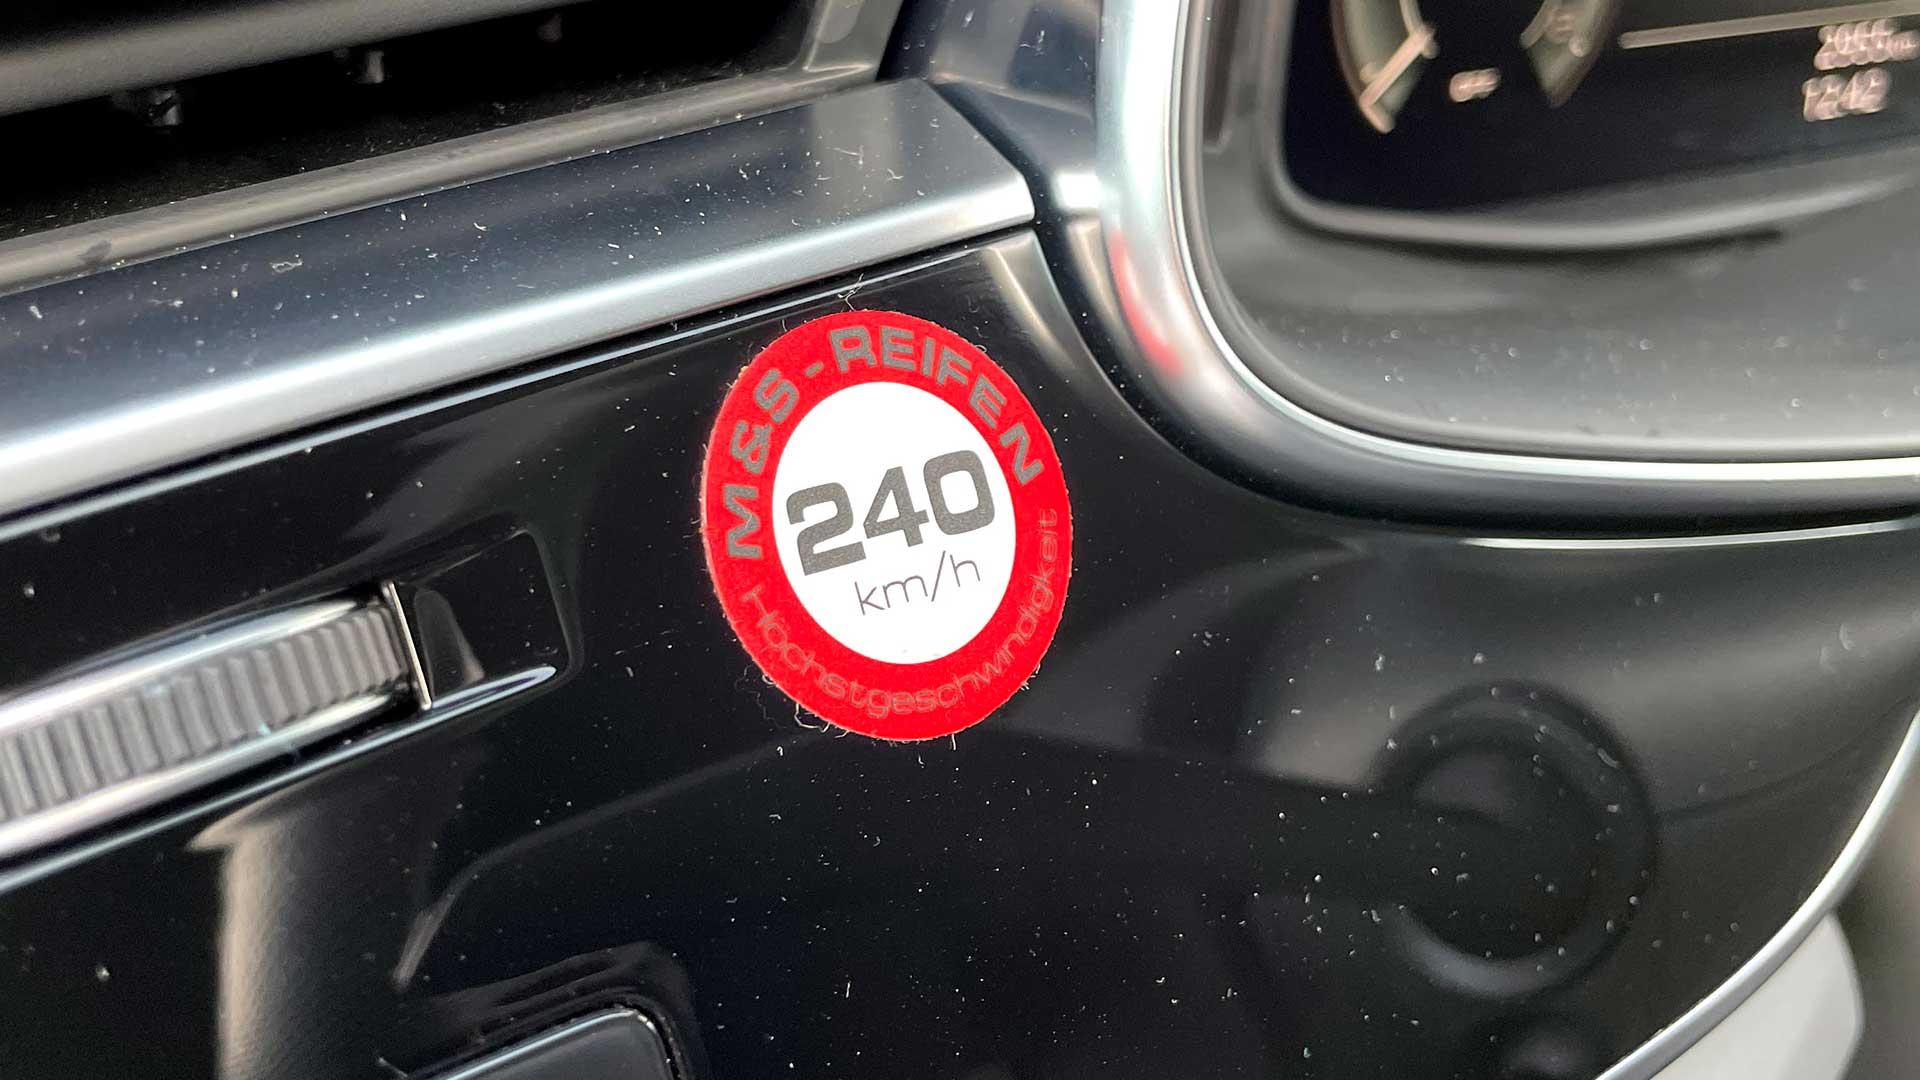 M&S-REIFEN
240
km/h
Höchstgeschwindigkeit